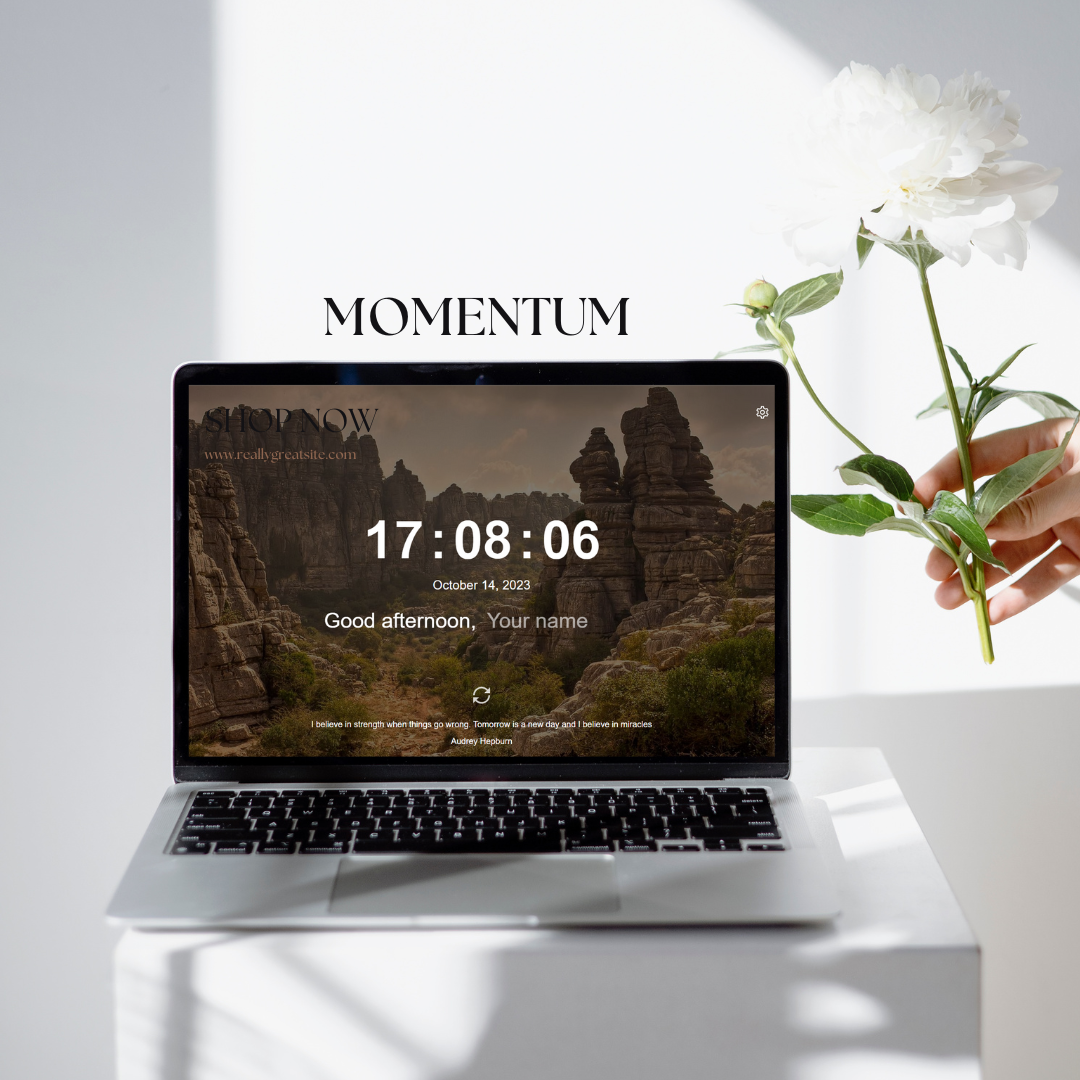 MOMENTUM
SHOP NOW
www.reallygreatsite.com
17:08:06
October 14, 2023
Good afternoon, Your name
I believe in strength when things go wrong. Tomorrow is a new day and I believe in miracles
Audrey Hepburn